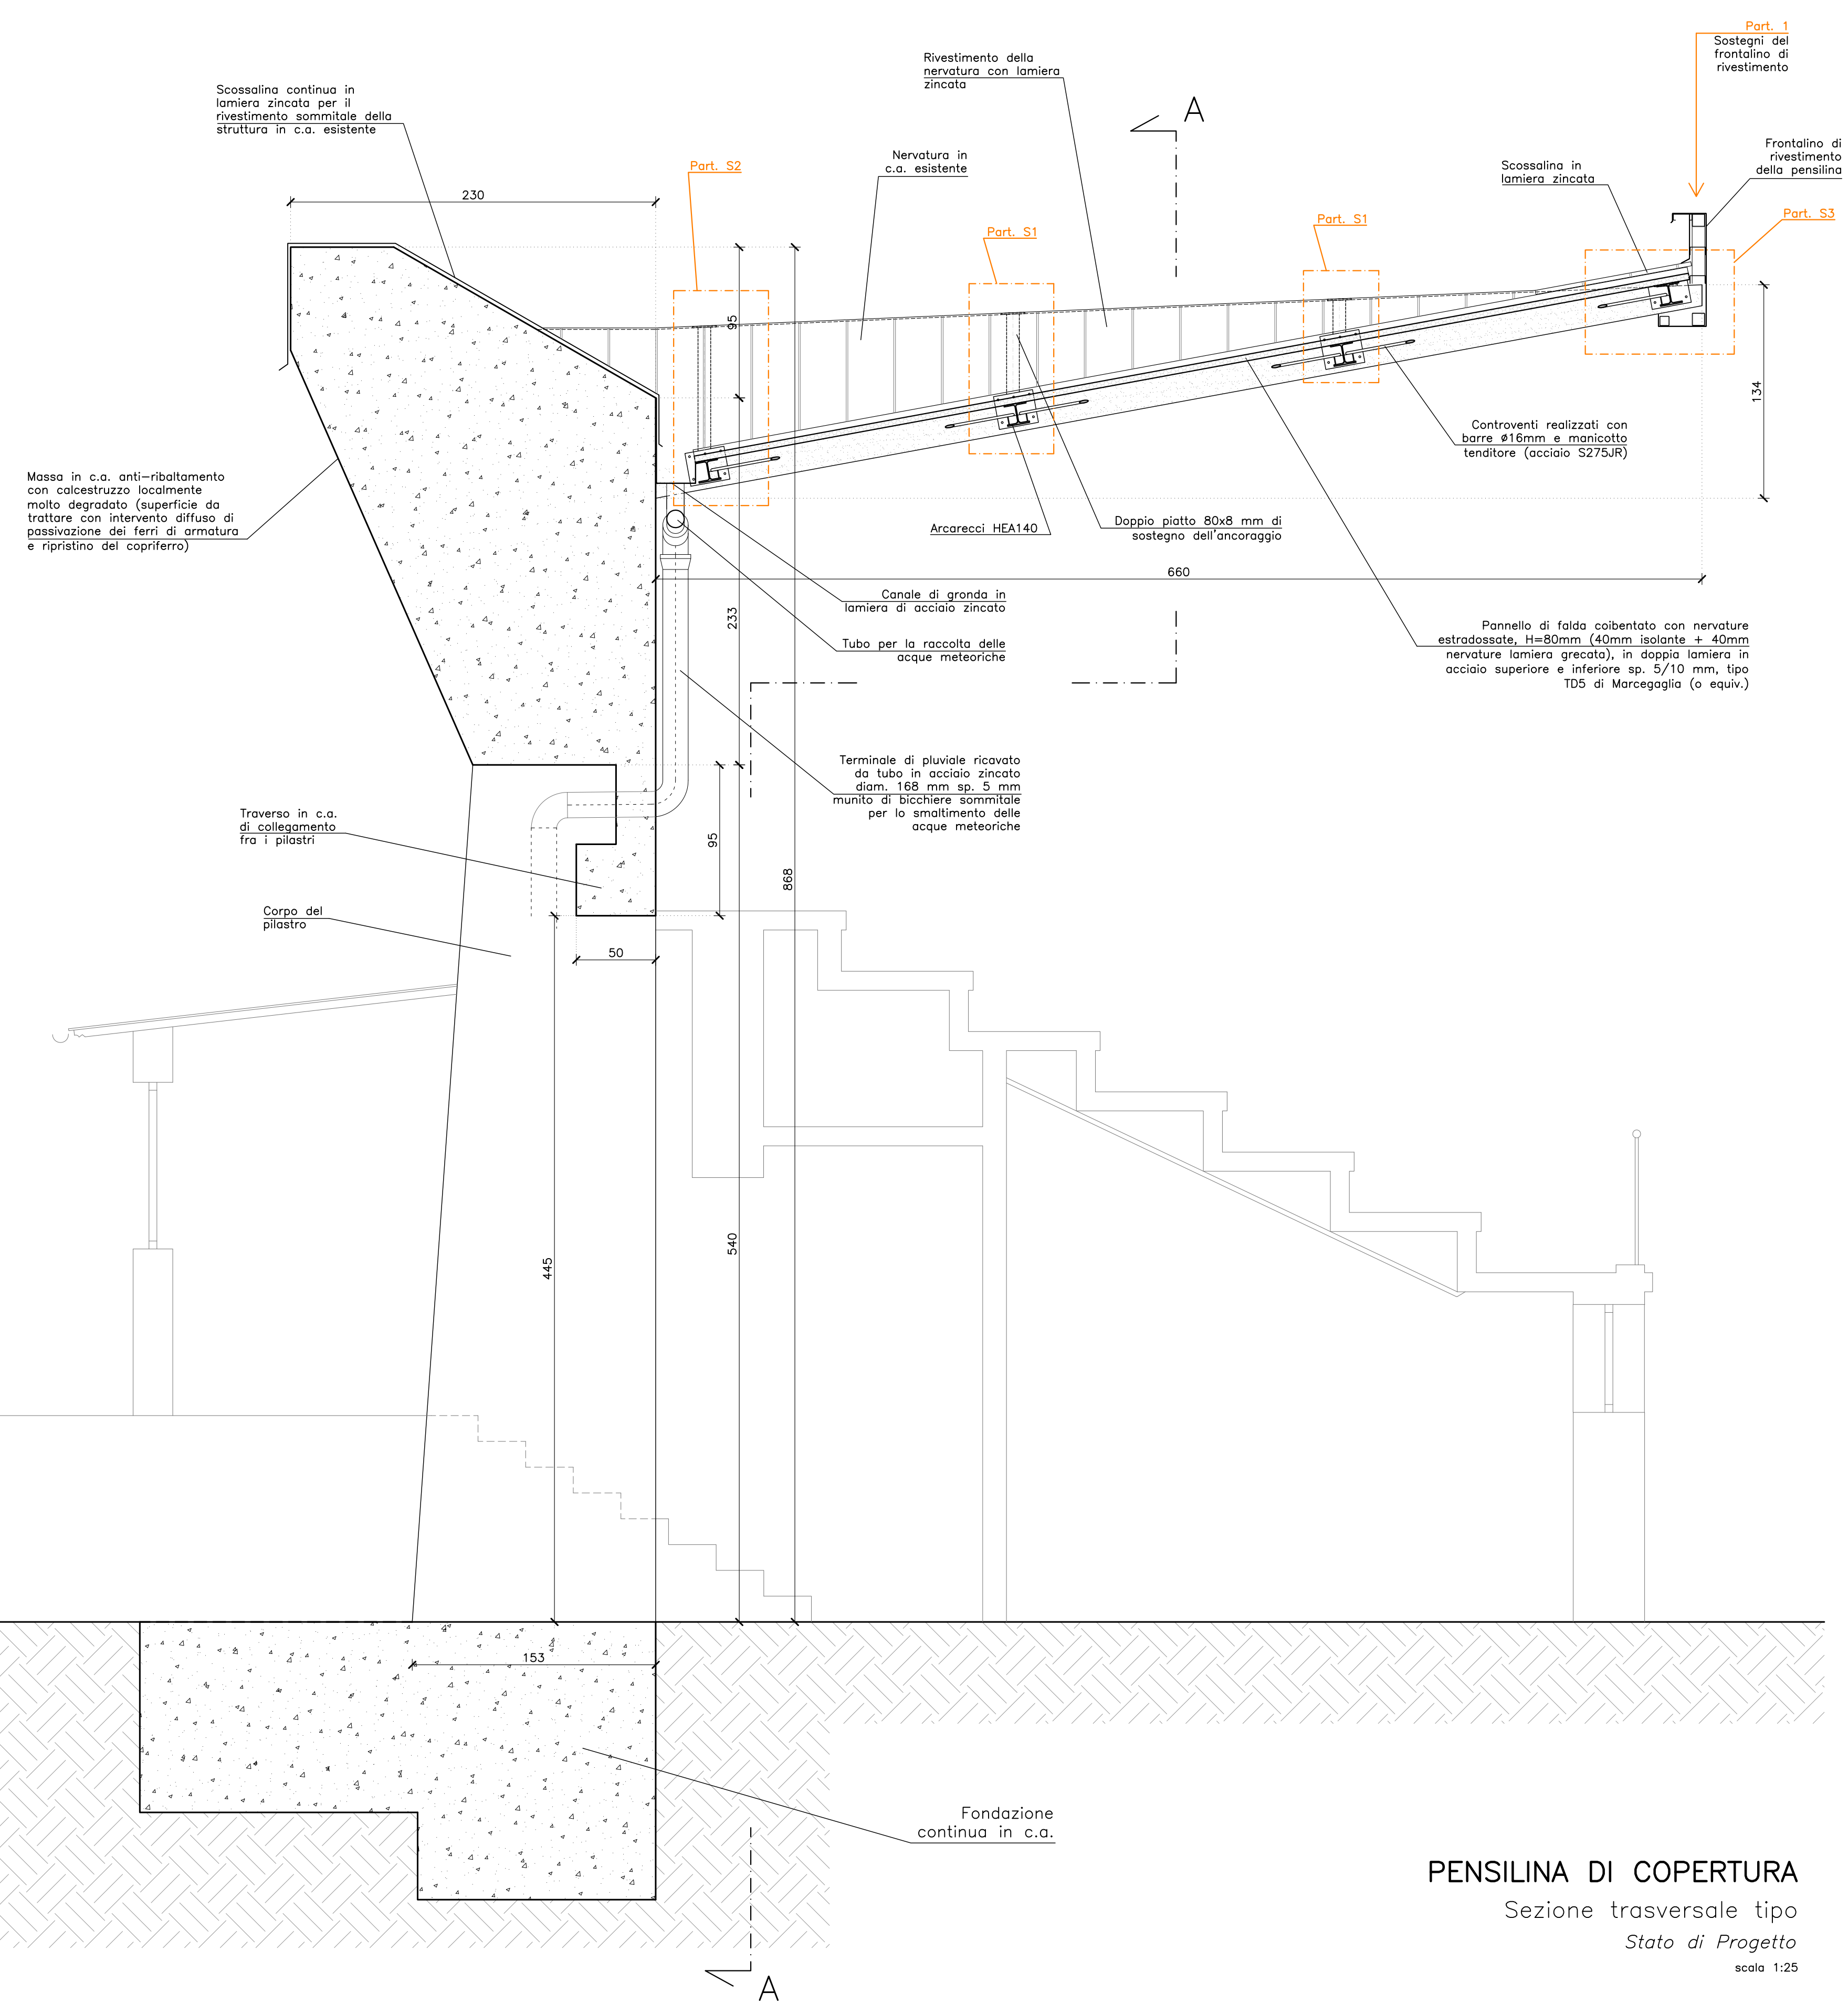 Part. 1
Sostegni del
frontalino di
rivestimento
Rivestimento della
nervatura con lamiera
zincata
Scossalina continua in
lamiera zincata per il
rivestimento sommitale della
struttura in c.a. esistente
A
Nervatura in
c.a. esistente
Part. S2
Scossalina in
lamiera zincata
Frontalino di
rivestimento
della pensilina
230
Part. S1
Part. S1
Part. S3
95
134
Controventi realizzati con
barre ø16mm e manicotto
tenditore (acciaio S275JR)
Massa in c.a. anti-ribaltamento
con calcestruzzo localmente
molto degradato (superficie da
trattare con intervento diffuso di
passivazione dei ferri di armatura
e ripristino del copriferro)
Arcarecci HEA140
Doppio piatto 80x8 mm di
sostegno dell'ancoraggio
660
Canale di gronda in
lamiera di acciaio zincato
233
Tubo per la raccolta delle
acque meteoriche
Pannello di falda coibentato con nervature
estradossate, H=80mm (40mm isolante + 40mm
nervature lamiera grecata), in doppia lamiera in
acciaio superiore e inferiore sp. 5/10 mm, tipo
TD5 di Marcegaglia (o equiv.)
Terminale di pluviale ricavato
da tubo in acciaio zincato
diam. 168 mm sp. 5 mm
munito di bicchiere sommitale
per lo smaltimento delle
acque meteoriche
Traverso in c.a.
di collegamento
fra i pilastri
95
868
Corpo del
pilastro
50
445
540
153
Fondazione
continua in c.a.
A
PENSILINA DI COPERTURA
Sezione trasversale tipo
Stato di Progetto
scala 1:25